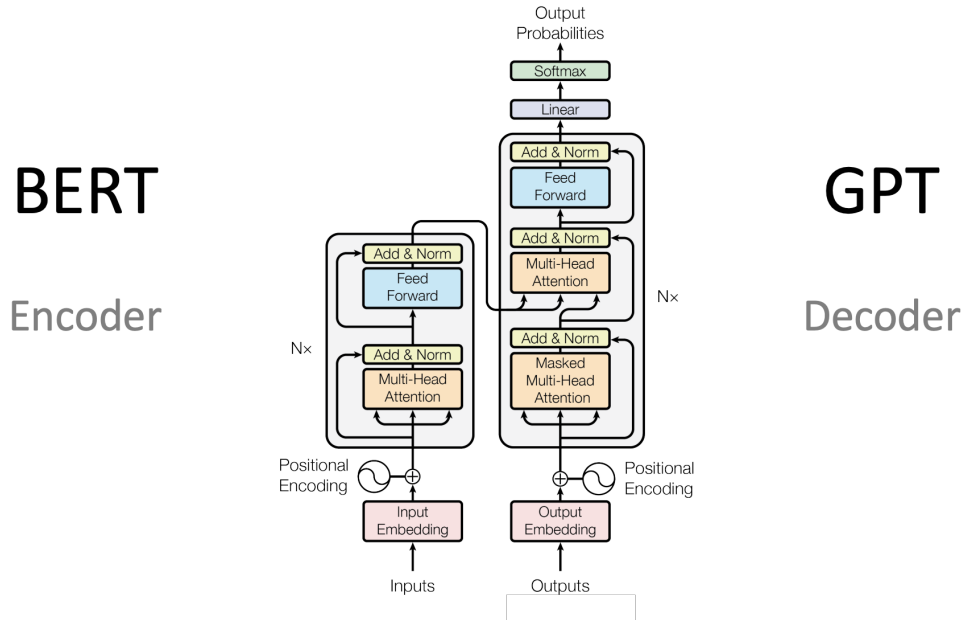 Output
Probabilities
Softmax
Linear
Add & Norm
Feed
Forward
Add & Norm
Multi-Head
Attention
Add & Norm
Masked
Multi-Head
Attention
Nx
Positional
Encoding
Output
Embedding
Outputs
BERT
Encoder
Add & Norm
Feed
Forward
Add & Norm
Multi-Head
Attention
Nx
Positional
Encoding
Input
Embedding
Inputs
GPT
Decoder